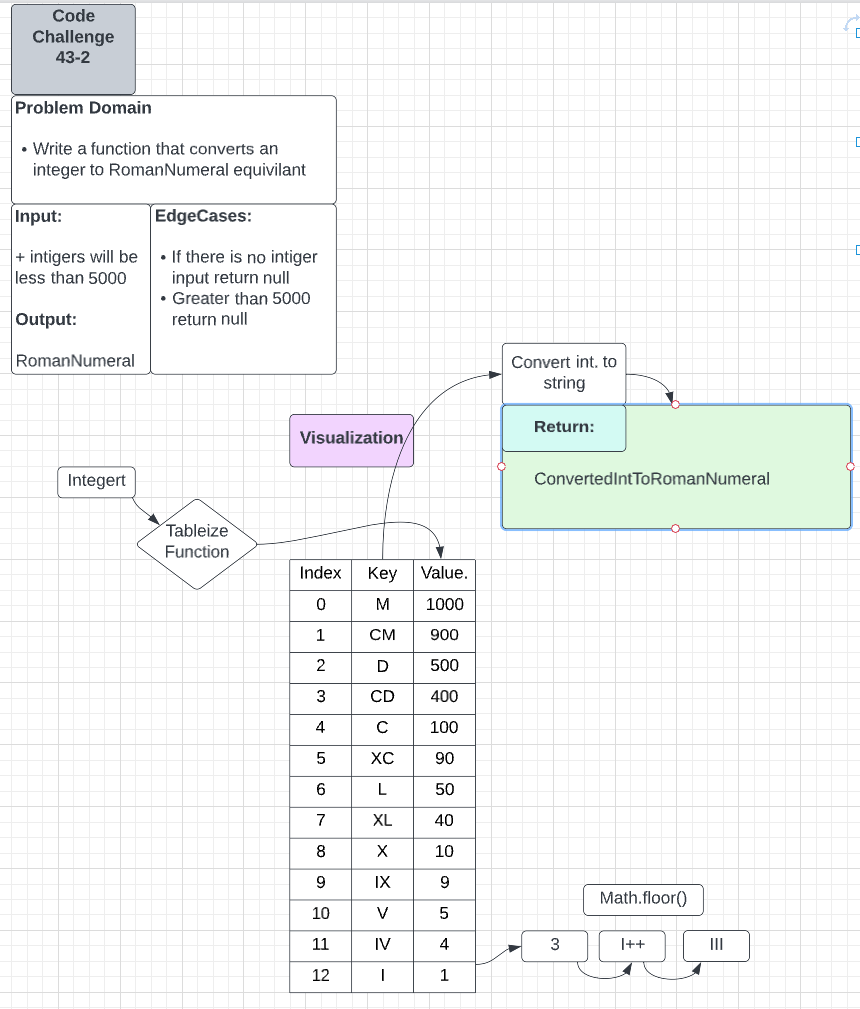 Code
Challenge
43-2
Problem Domain
• Write a function that converts an
integer to RomanNumeral equivilant
Input:
+ intigers will be
less than 5000
Output:
RomanNumeral
EdgeCases:
• If there is no intiger
input return null
• Greater than 5000
return null
Convert int. to
string
Return:
ConvertedIntToRomanNumeral
Visualization
Integert
Tableize
Function
Index Key Value.
0 M 1000
1 CM 900
2 D 500
3 CD 400
4 C 100
5 XC 90
6 L 50
7 XL 40
8 X 10
9 IX 9
10 V 5
11 IV 4
12 I 1
Math.floor()
3 I++ III